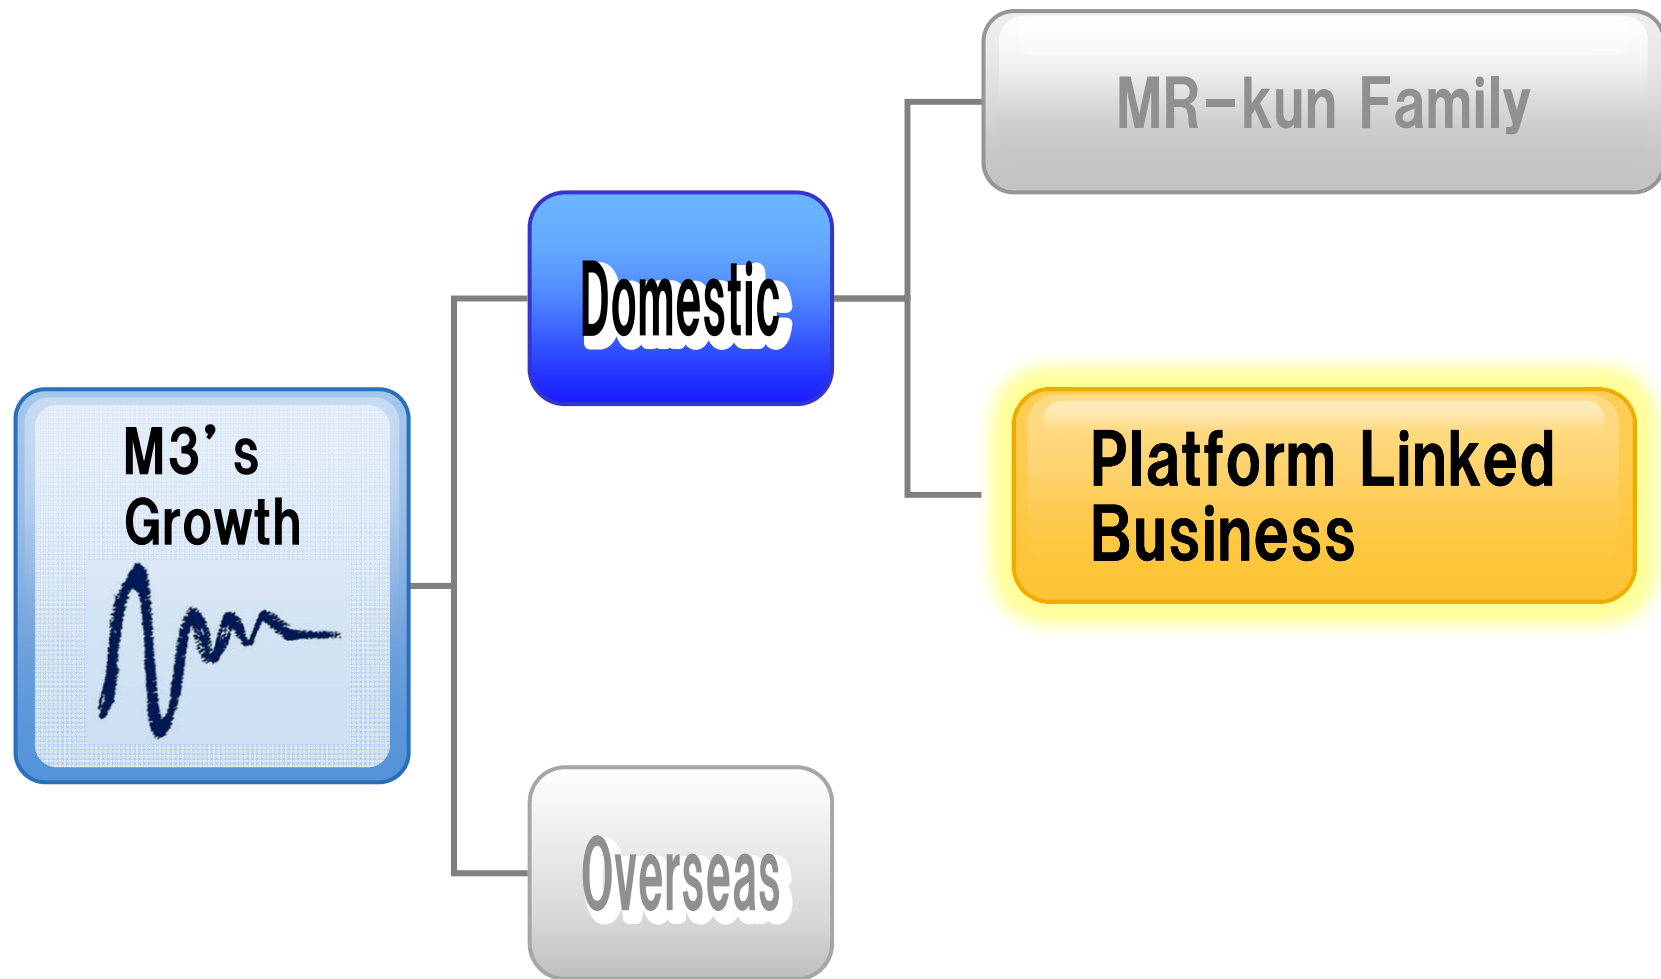 MR-kun Family
Domestic
M3's
Growth
Platform Linked
Business
Overseas